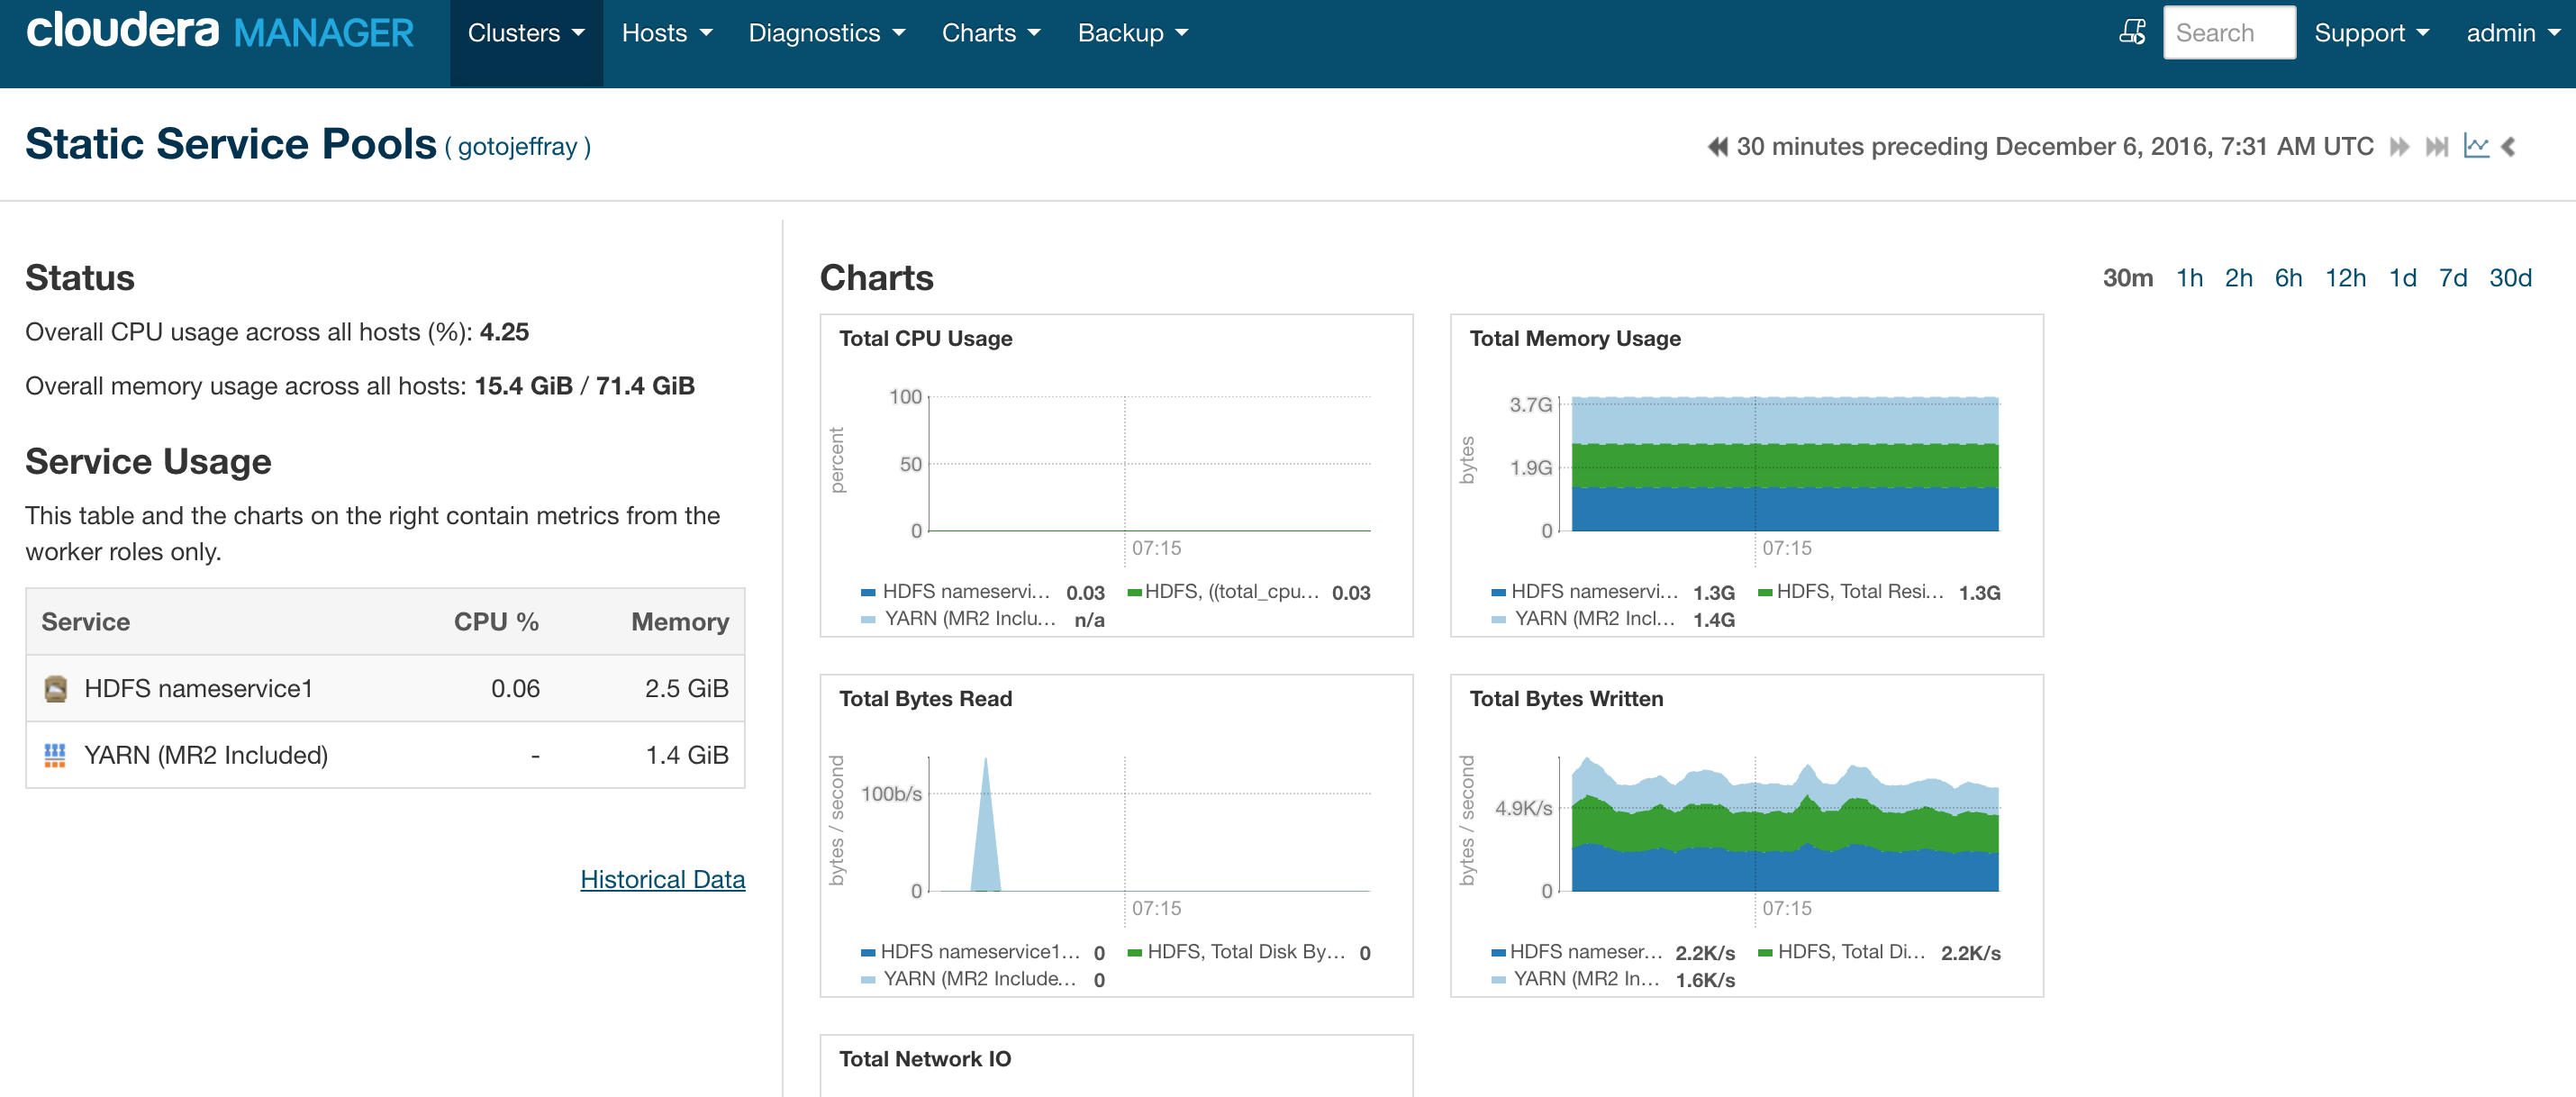 cloudera MANAGER Clusters Hosts Diagnostics Charts Backup Search Support admin
Static Service Pools ( gotojeffray )
30 minutes preceding December 6, 2016, 7:31 AM UTC
Status
Overall CPU usage across all hosts (%): 4.25
Overall memory usage across all hosts: 15.4 GiB / 71.4 GiB
Service Usage
This table and the charts on the right contain metrics from the
worker roles only.
Service CPU % Memory
HDFS nameservice1 0.06 2.5 GiB
YARN (MR2 Included) - 1.4 GiB
Historical Data
Charts
30m 1h 2h 6h 12h 1d 7d 30d
Total CPU Usage
percent
100
50
0
07:15
HDFS nameservi... 0.03 HDFS, ((total_cpu... 0.03
YARN (MR2 Inclu... n/a
Total Memory Usage
bytes
3.7G
1.9G
0
07:15
HDFS nameservi... 1.3G HDFS, Total Resi... 1.3G
YARN (MR2 Incl... 1.4G
Total Bytes Read
bytes / second
100b/s
0
07:15
HDFS nameservice1... 0 HDFS, Total Disk By... 0
YARN (MR2 Include... 0
Total Bytes Written
bytes / second
4.9K/s
0
07:15
HDFS nameser... 2.2K/s HDFS, Total Di... 2.2K/s
YARN (MR2 In... 1.6K/s
Total Network IO